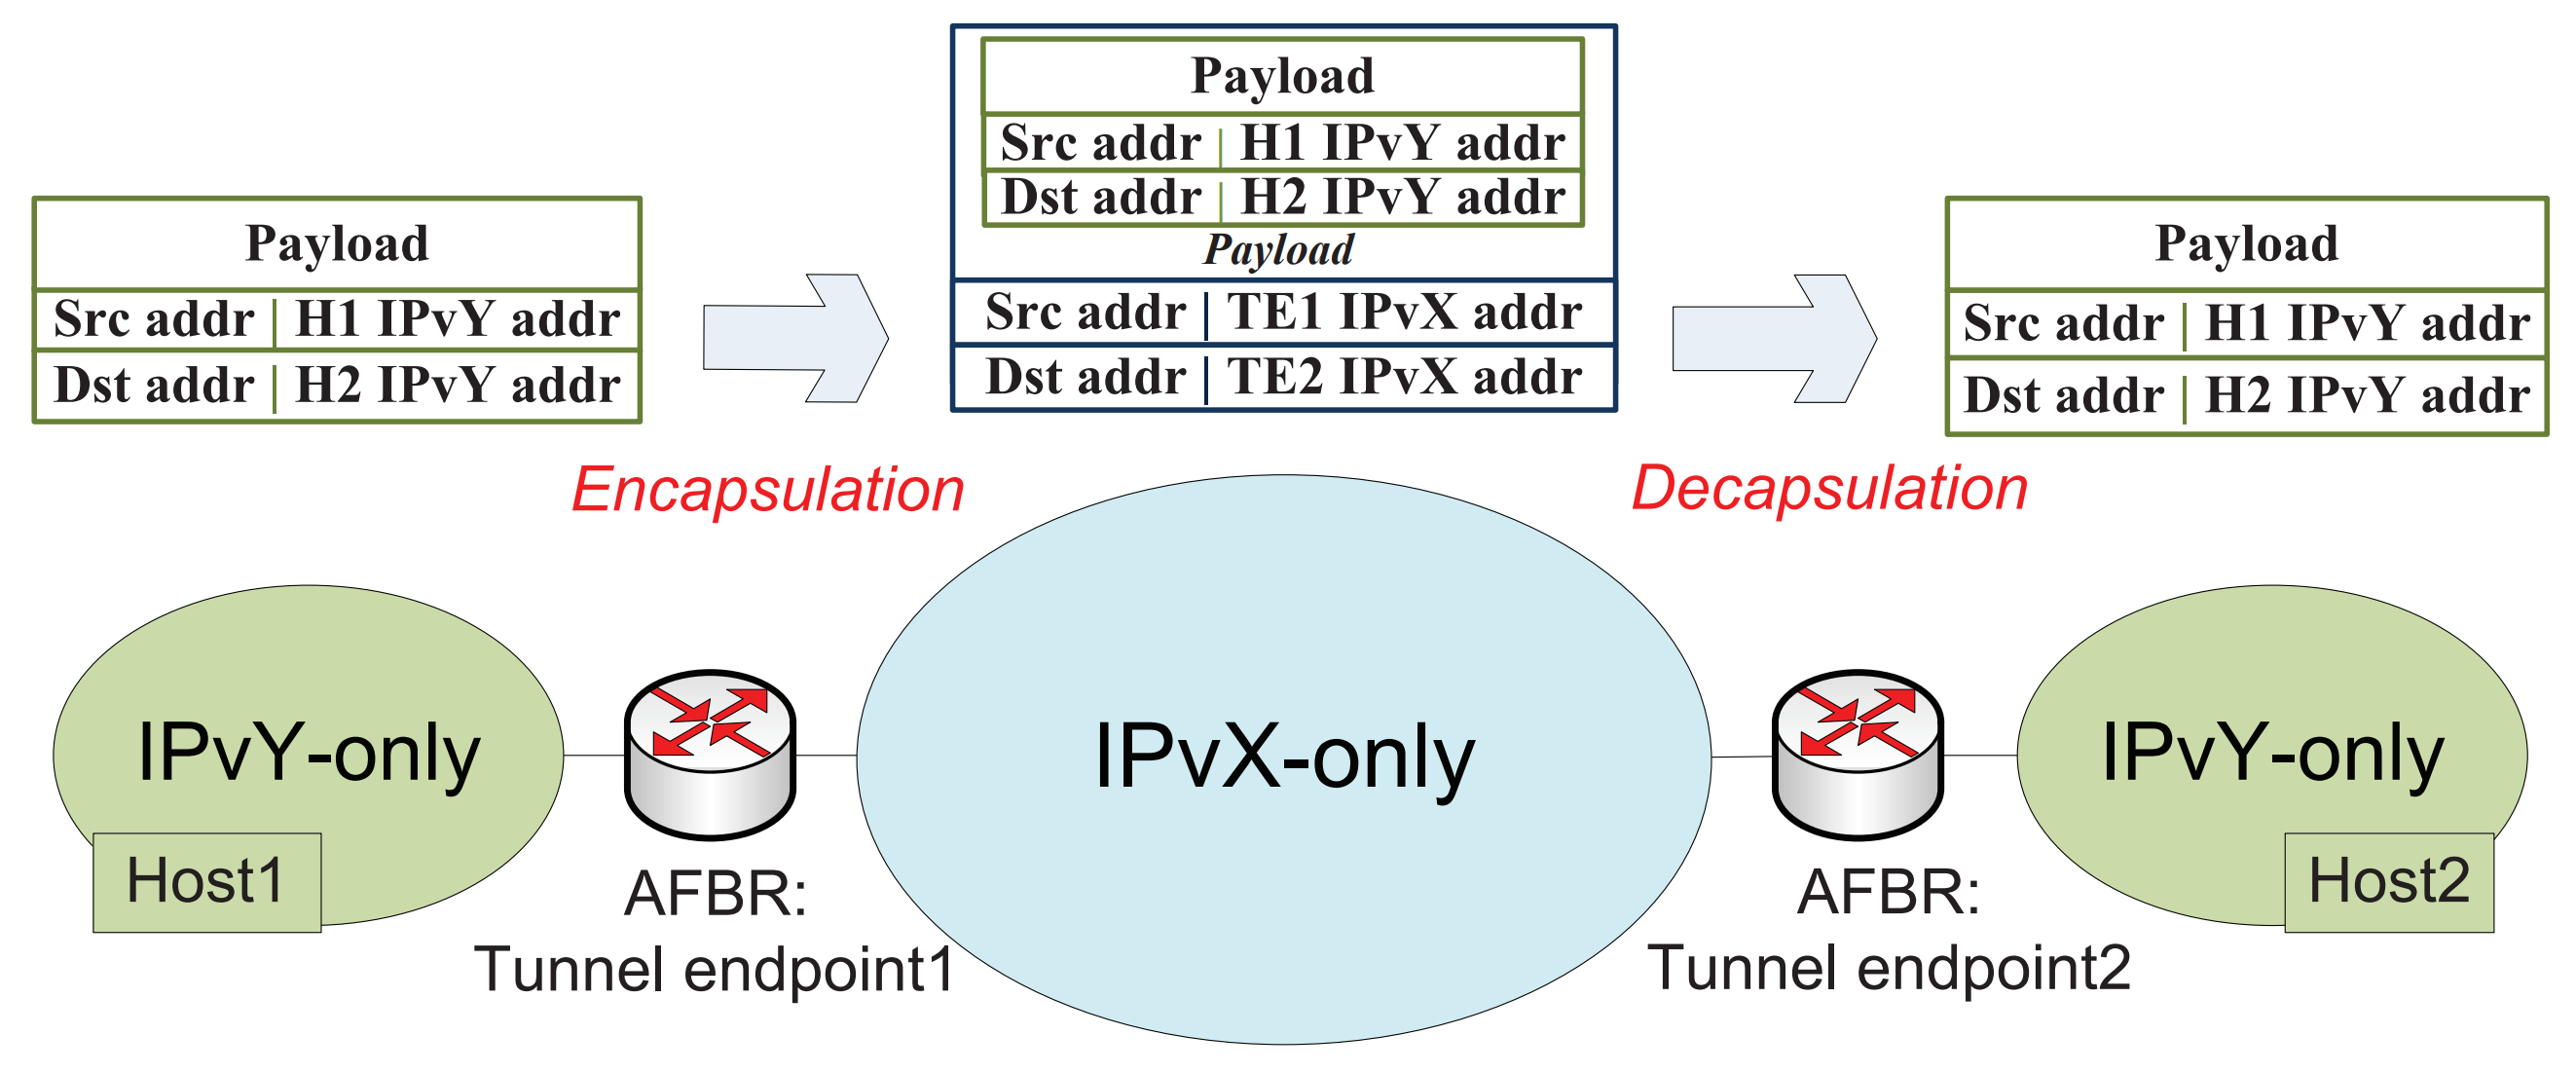 Payload
Src addr | H1 IPvY addr
Dst addr | H2 IPvY addr
Payload
Src addr | H1 IPvY addr
Dst addr | H2 IPvY addr
Payload
Src addr | TE1 IPvX addr
Dst addr | TE2 IPvX addr
Payload
Src addr | H1 IPvY addr
Dst addr | H2 IPvY addr
Encapsulation
Decapsulation
IPvY-only
Host1
AFBR:
Tunnel endpoint1
IPvX-only
AFBR:
Tunnel endpoint2
IPvY-only
Host2